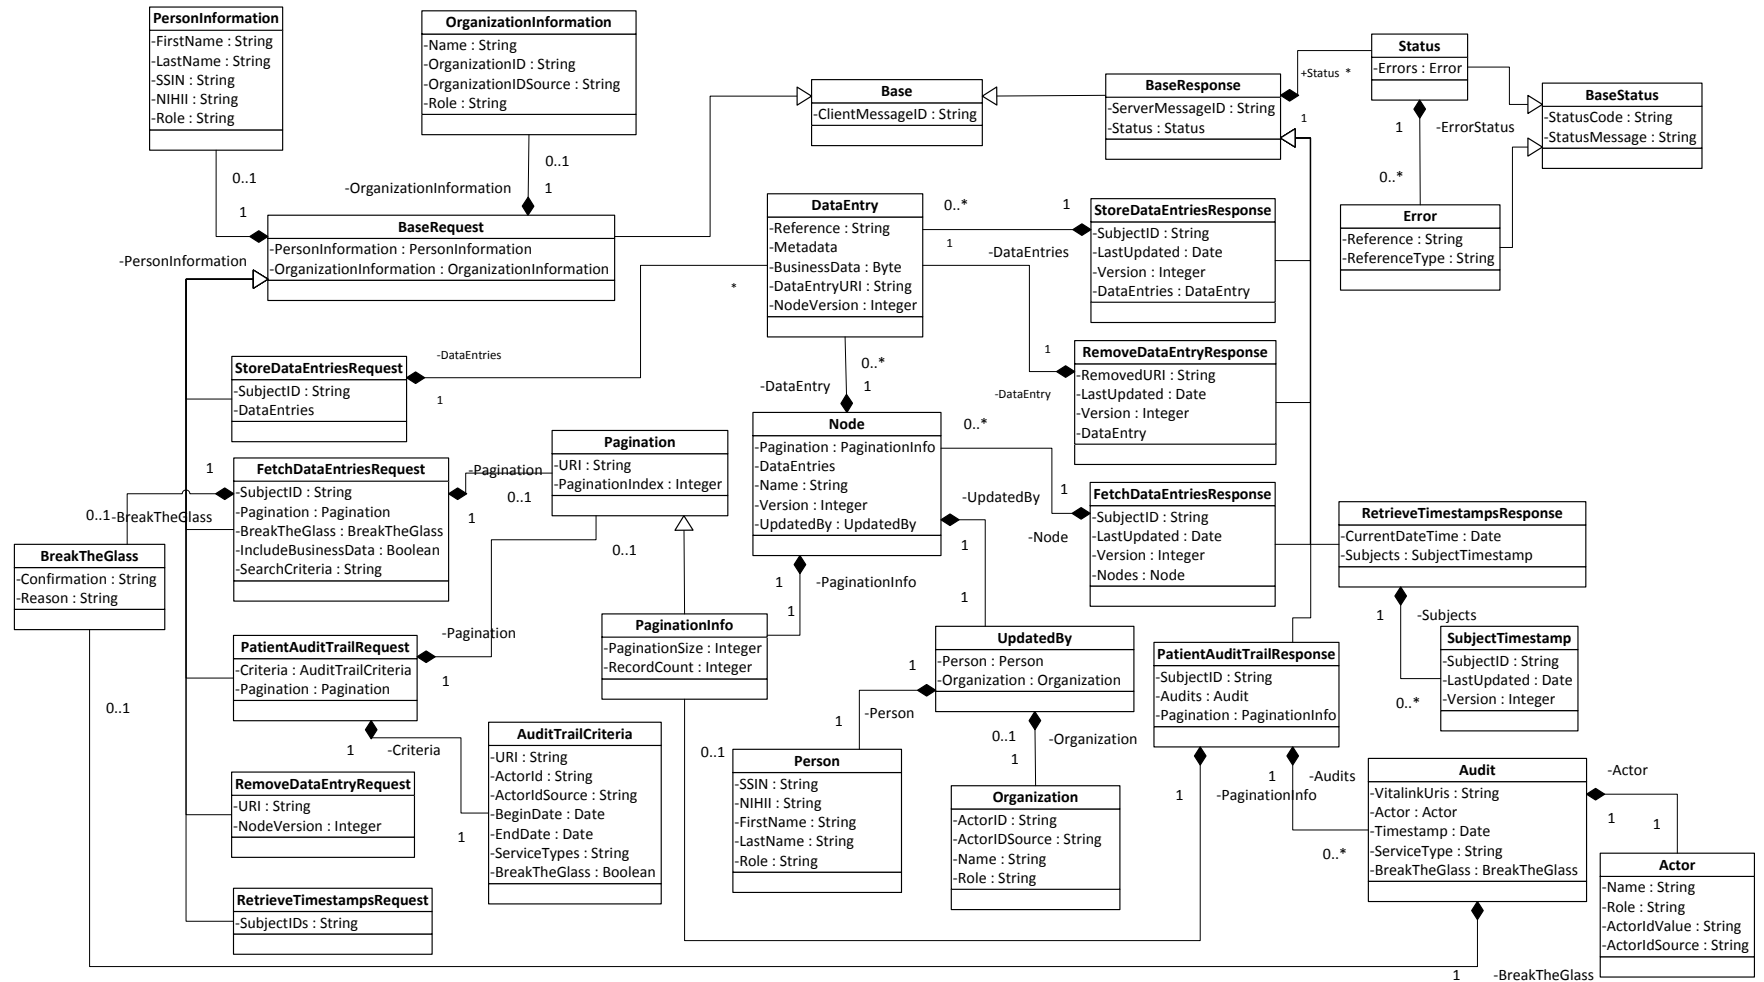 PersonInformation
-FirstName : String
-LastName : String
-SSIN : String
-NIHII : String
-Role : String
OrganizationInformation
-Name : String
-OrganizationID : String
-OrganizationIDSource : String
-Role : String
Base
-ClientMessageID : String
BaseResponse
-ServerMessageID : String
-Status : Status
+Status *
1
Status
-Errors : Error
BaseStatus
-StatusCode : String
-StatusMessage : String
1
-ErrorStatus
0..*
Error
-Reference : String
-ReferenceType : String
0..1
1
-PersonInformation
0..1
-OrganizationInformation
1
BaseRequest
-PersonInformation : PersonInformation
-OrganizationInformation : OrganizationInformation
DataEntry
-Reference : String
-Metadata
-BusinessData : Byte
-DataEntryURI : String
-NodeVersion : Integer
0..*
1
1
-DataEntries
StoreDataEntriesResponse
-SubjectID : String
-LastUpdated : Date
-Version : Integer
-DataEntries : DataEntry
*
StoreDataEntriesRequest
-SubjectID : String
-DataEntries
-DataEntries
1
0..*
-DataEntry
1
1
-DataEntry
RemoveDataEntryResponse
-RemovedURI : String
-LastUpdated : Date
-Version : Integer
-DataEntry
Node
-Pagination : PaginationInfo
-DataEntries
-Name : String
-Version : Integer
-UpdatedBy : UpdatedBy
0..*
-UpdatedBy
1
-Node
1
FetchDataEntriesResponse
-SubjectID : String
-LastUpdated : Date
-Version : Integer
-Nodes : Node
RetrieveTimestampsResponse
-CurrentDateTime : Date
-Subjects : SubjectTimestamp
1
FetchDataEntriesRequest
-SubjectID : String
-Pagination : Pagination
-BreakTheGlass : BreakTheGlass
-IncludeBusinessData : Boolean
-SearchCriteria : String
-Pagination
0..1
1
Pagination
-URI : String
-PaginationIndex : Integer
0..1
0..1
-BreakTheGlass
BreakTheGlass
-Confirmation : String
-Reason : String
0..1
1
-PaginationInfo
1
1
PaginationInfo
-PaginationSize : Integer
-RecordCount : Integer
0..1
PatientAuditTrailRequest
-Criteria : AuditTrailCriteria
-Pagination : Pagination
-Pagination
1
1
-Criteria
1
AuditTrailCriteria
-URI : String
-ActorId : String
-ActorIdSource : String
-BeginDate : Date
-EndDate : Date
-ServiceTypes : String
-BreakTheGlass : Boolean
RemoveDataEntryRequest
-URI : String
-NodeVersion : Integer
RetrieveTimestampsRequest
-SubjectIDs : String
UpdatedBy
-Person : Person
-Organization : Organization
1
-Person
1
0..1
-Organization
1
Person
-SSIN : String
-NIHII : String
-FirstName : String
-LastName : String
-Role : String
Organization
-ActorID : String
-ActorIDSource : String
-Name : String
-Role : String
PatientAuditTrailResponse
-SubjectID : String
-Audits : Audit
-Pagination : PaginationInfo
1
-Subjects
0..*
SubjectTimestamp
-SubjectID : String
-LastUpdated : Date
-Version : Integer
1
-PaginationInfo
1
-Audits
0..*
Audit
-VitalinkUris : String
-Actor : Actor
-Timestamp : Date
-ServiceType : String
-BreakTheGlass : BreakTheGlass
-Actor
1
1
Actor
-Name : String
-Role : String
-ActorIdValue : String
-ActorIdSource : String
1
-BreakTheGlass